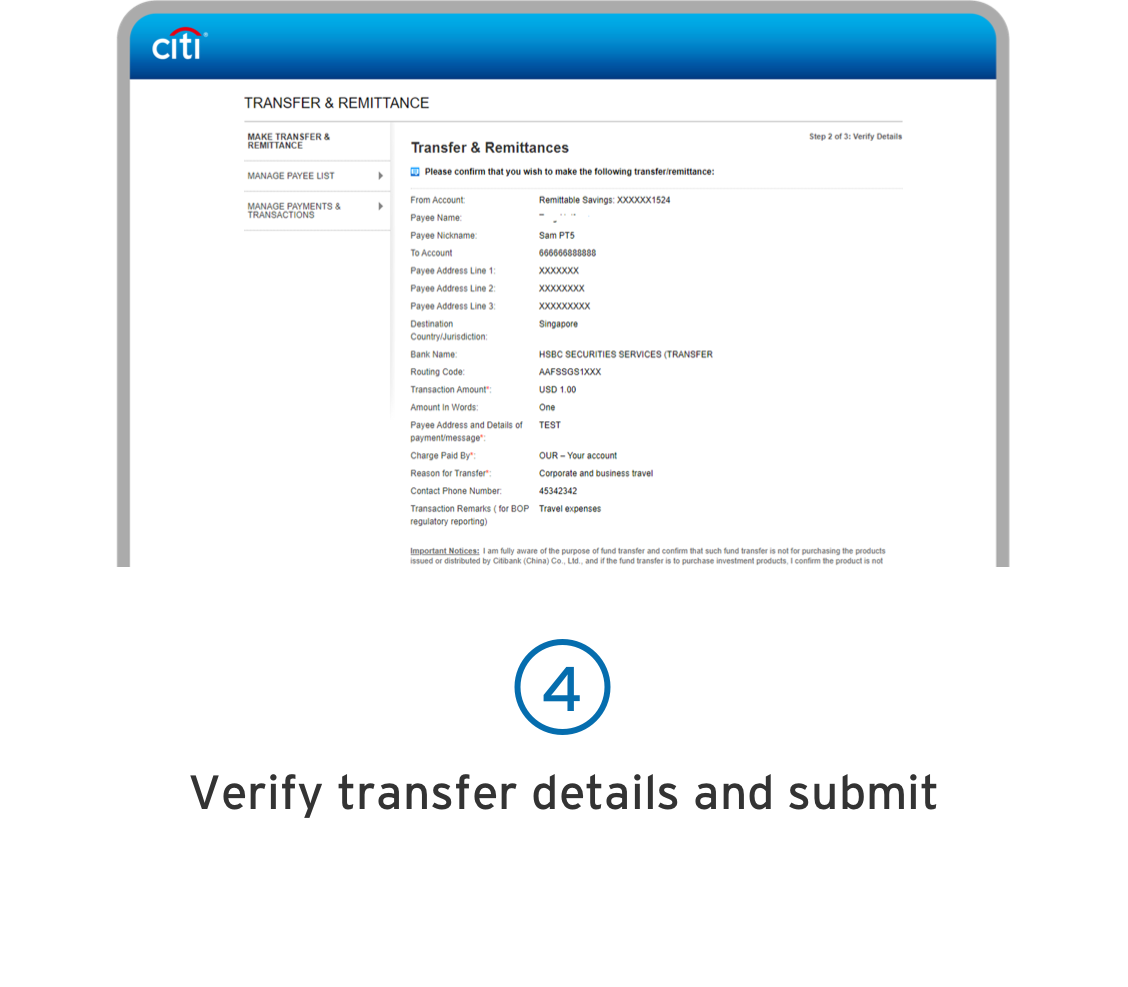 citi
TRANSFER & REMITTANCE
MAKE TRANSFER &
REMITTANCE
MANAGE PAYEE LIST
MANAGE PAYMENTS &
TRANSACTIONS
Step 2 of 3: Verify Details
Transfer & Remittances
Please confirm that you wish to make the following transfer/remittance:
From Account: Remittable Savings: XXXXXX1524
Payee Name:
Payee Nickname: Sam PT5
To Account 666666888888
Payee Address Line 1: XXXXXXX
Payee Address Line 2: XXXXXXXX
Payee Address Line 3: XXXXXXXXX
Destination Singapore
Country/Jurisdiction:
Bank Name: HSBC SECURITIES SERVICES (TRANSFER
Routing Code: AAFSSGS1XXX
Transaction Amount*: USD 1.00
Amount In Words: One
Payee Address and Details of TEST
payment/message*:
Charge Paid By*: OUR – Your account
Reason for Transfer*: Corporate and business travel
Contact Phone Number: 45342342
Transaction Remarks ( for BOP Travel expenses
regulatory reporting)
Important Notices: I am fully aware of the purpose of fund transfer and confirm that such fund transfer is not for purchasing the products
issued or distributed by Citibank (China) Co., Ltd., and if the fund transfer is to purchase investment products, I confirm the product is not
4
Verify transfer details and submit